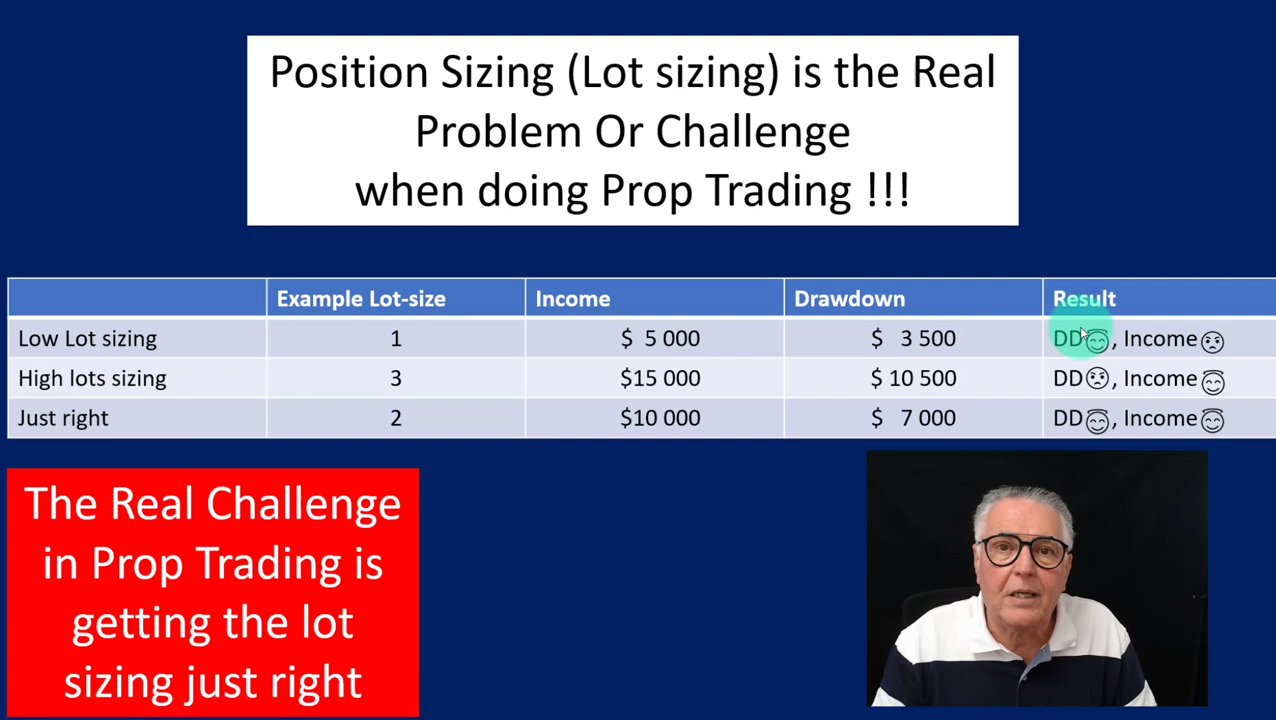 Position Sizing (Lot sizing) is the Real
Problem Or Challenge
when doing Prop Trading !!!
Example Lot-size Income Drawdown Result
Low Lot sizing 1 $ 5 000 $ 3 500 DD😇, Income😟
High lots sizing 3 $15 000 $ 10 500 DD😟, Income😇
Just right 2 $10 000 $ 7 000 DD😇, Income😇
The Real Challenge
in Prop Trading is
getting the lot
sizing just right